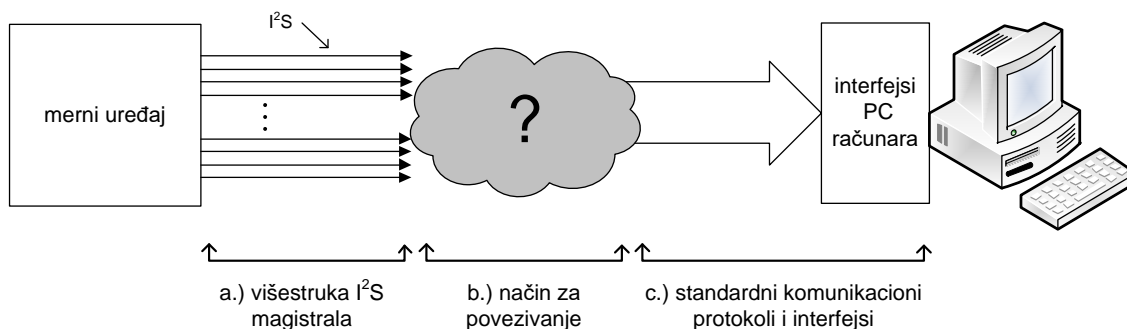 I²S
merni uređaj
?
interfejsi
PC
računara
a.) višestruka I²S
magistrala
b.) način za
povezivanje
c.) standardni komunikacioni
protokoli i interfejsi